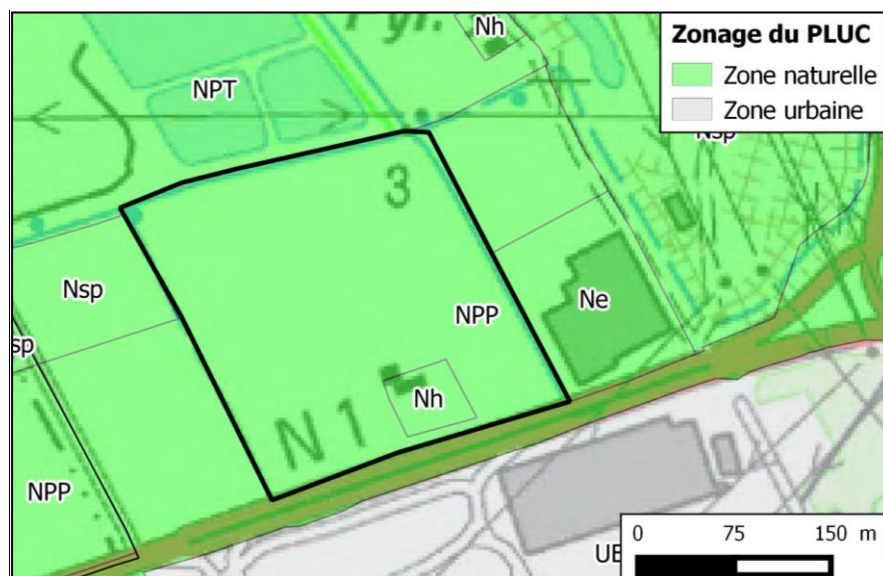 Pyr.
Nh
Zonage du PLUC
Zone naturelle
Zone urbaine
NPT
Nsp
3
Nsp
sp
NPP
Ne
Nh
N 1
NPP
UE
0 75 150 m